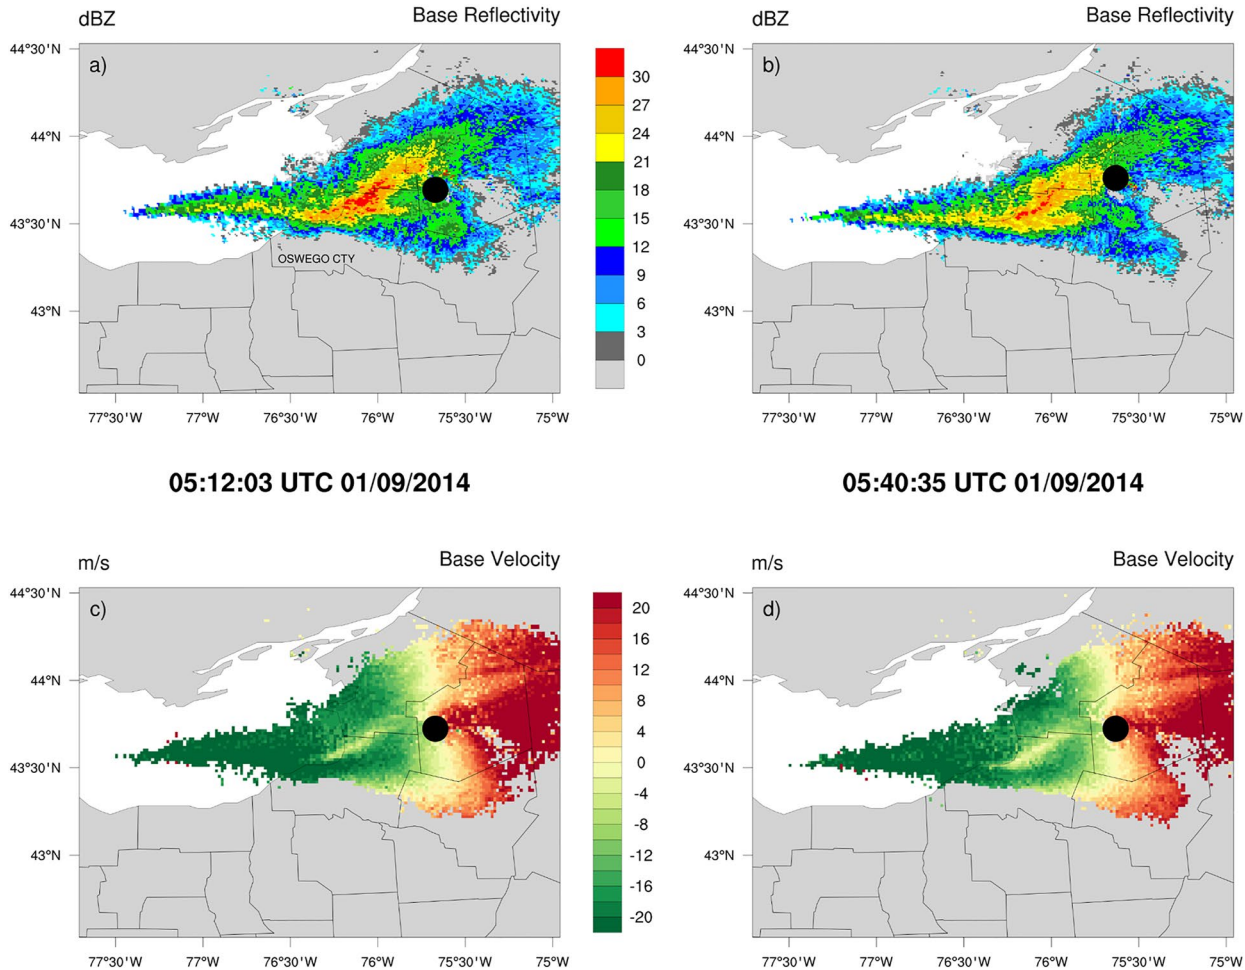 dBZ Base Reflectivity
a)
44°30'N
44°N
43°30'N
43°N
OSWEGO CTY
77°30'W 77°W 76°30'W 76°W 75°30'W 75°W
30
27
24
21
18
15
12
9
6
3
0
dBZ Base Reflectivity
b)
44°30'N
44°N
43°30'N
43°N
77°30'W 77°W 76°30'W 76°W 75°30'W 75°W
05:12:03 UTC 01/09/2014
05:40:35 UTC 01/09/2014
m/s Base Velocity
c)
44°30'N
44°N
43°30'N
43°N
77°30'W 77°W 76°30'W 76°W 75°30'W 75°W
20
16
12
8
4
0
-4
-8
-12
-16
-20
m/s Base Velocity
d)
44°30'N
44°N
43°30'N
43°N
77°30'W 77°W 76°30'W 76°W 75°30'W 75°W